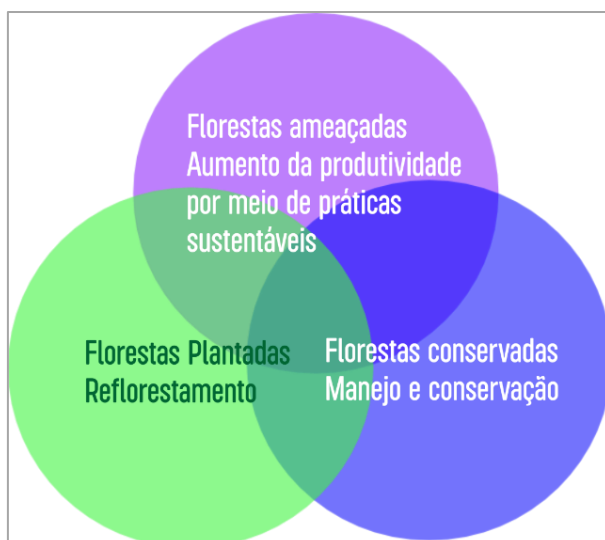 Florestas ameaçadas
Aumento da produtividade
por meio de práticas
sustentáveis
Florestas Plantadas
Reflorestamento
Florestas conservadas
Manejo e conservação